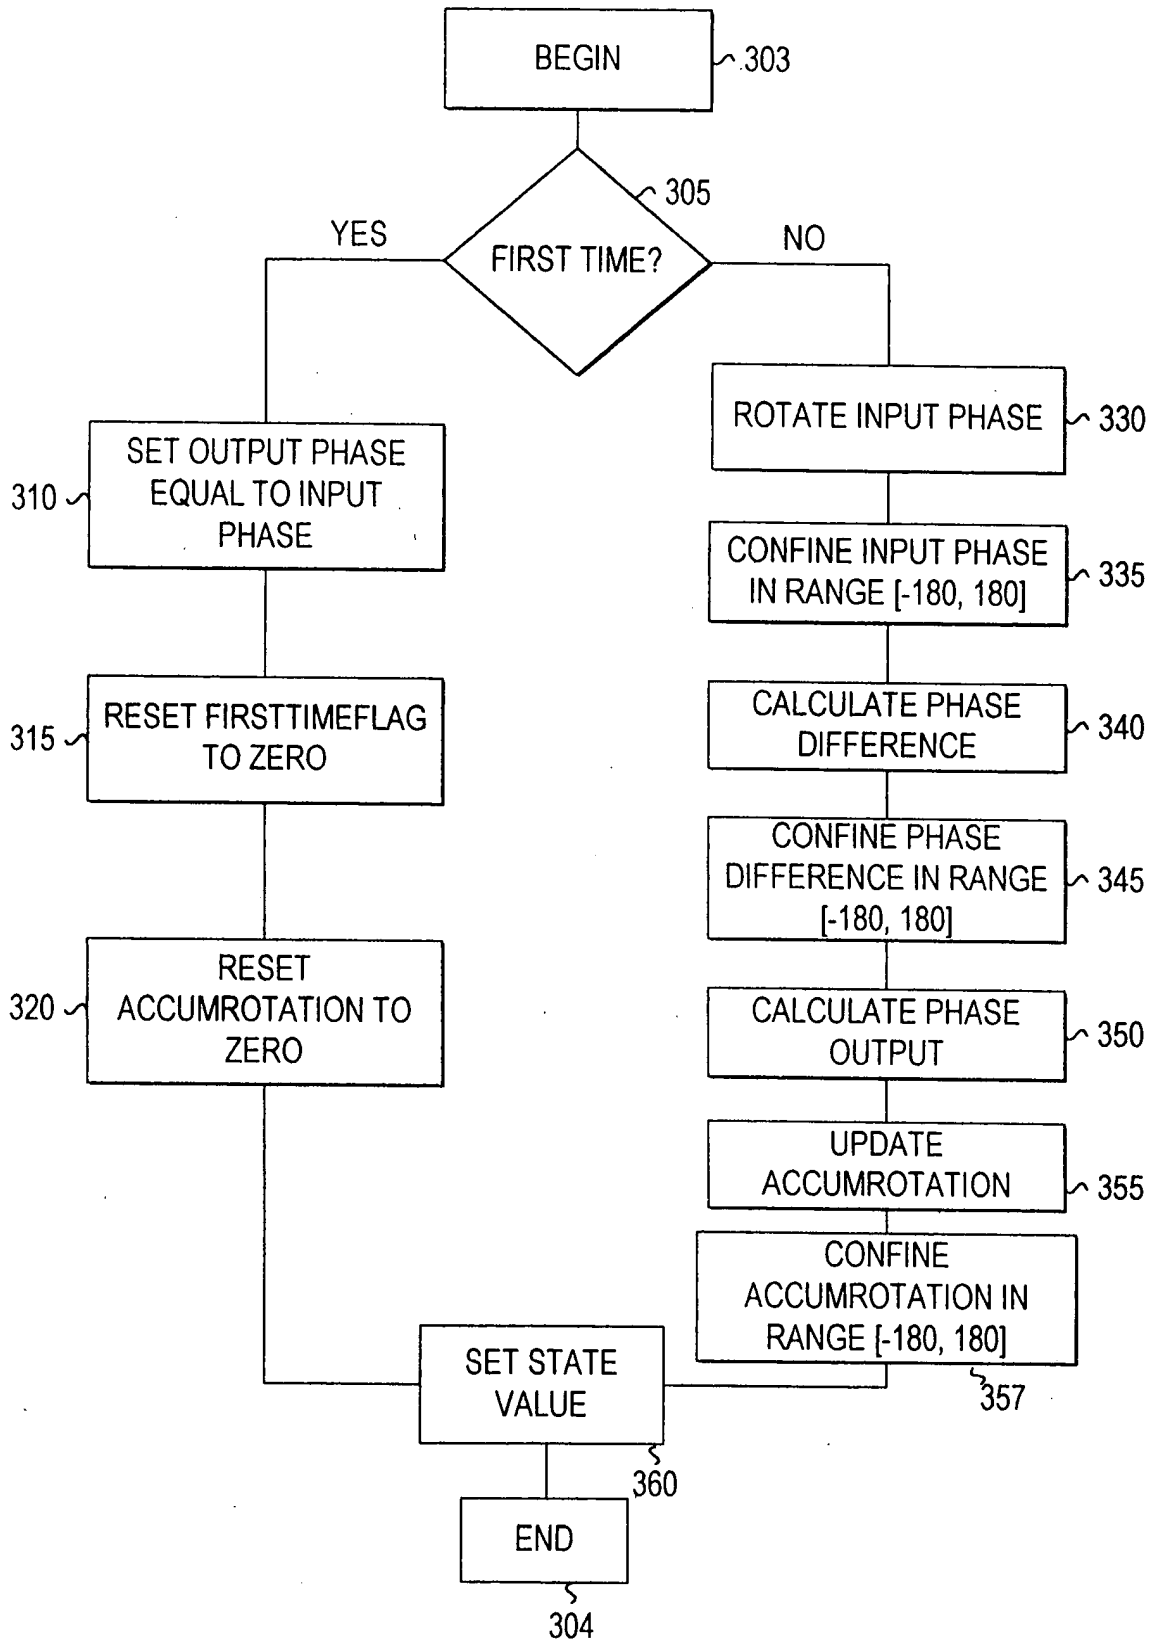 BEGIN
303
305
YES
FIRST TIME?
NO
SET OUTPUT PHASE
EQUAL TO INPUT
PHASE
310
RESET FIRSTTIMEFLAG
TO ZERO
315
RESET
ACCUMROTATION TO
ZERO
320
ROTATE INPUT PHASE
330
CONFINE INPUT PHASE
IN RANGE [-180, 180]
335
CALCULATE PHASE
DIFFERENCE
340
CONFINE PHASE
DIFFERENCE IN RANGE
[-180, 180]
345
CALCULATE PHASE
OUTPUT
350
UPDATE
ACCUMROTATION
355
CONFINE
ACCUMROTATION IN
RANGE [-180, 180]
357
SET STATE
VALUE
360
END
304